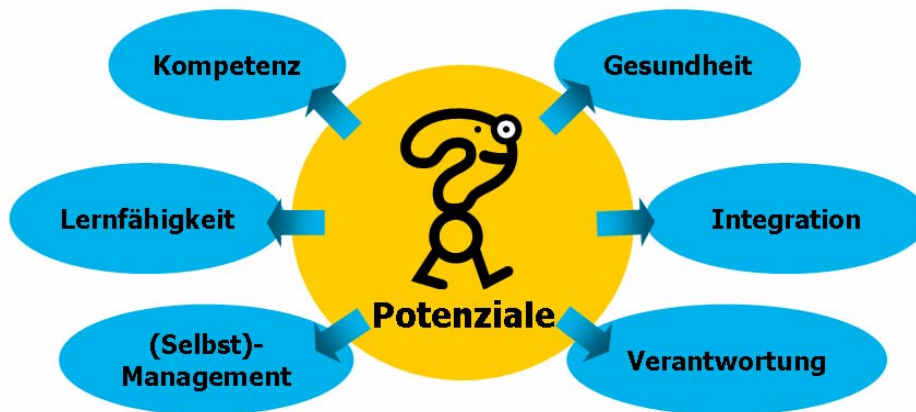 Kompetenz
Gesundheit
Lernfähigkeit
Integration
Potenziale
(Selbst)-
Management
Verantwortung